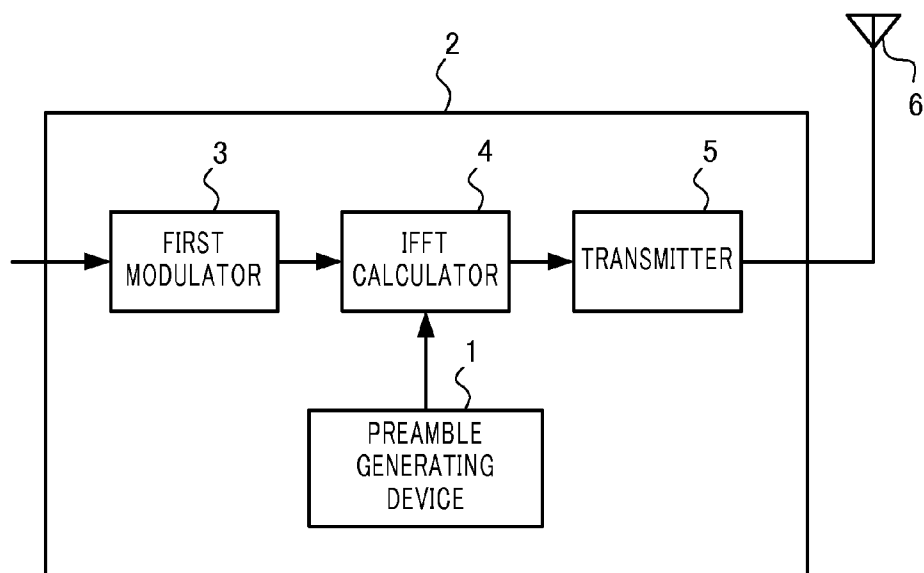 2
6
3
4
5
FIRST
MODULATOR
IFFT
CALCULATOR
TRANSMITTER
1
PREAMBLE
GENERATING
DEVICE